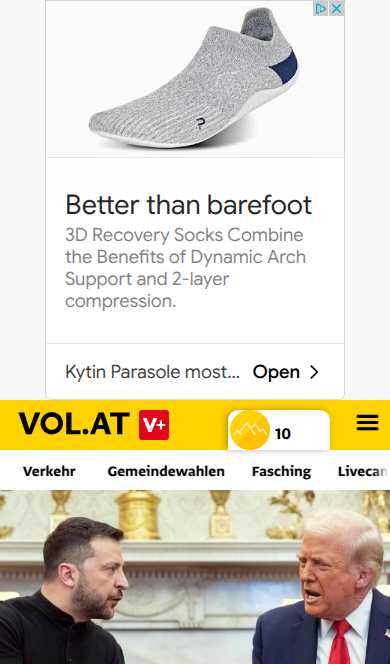 Better than barefoot
3D Recovery Socks Combine
the Benefits of Dynamic Arch
Support and 2-layer
compression.
Kytin Parasole most... Open
VOL.AT V+ 10
Verkehr Gemeindewahlen Fasching Livecan